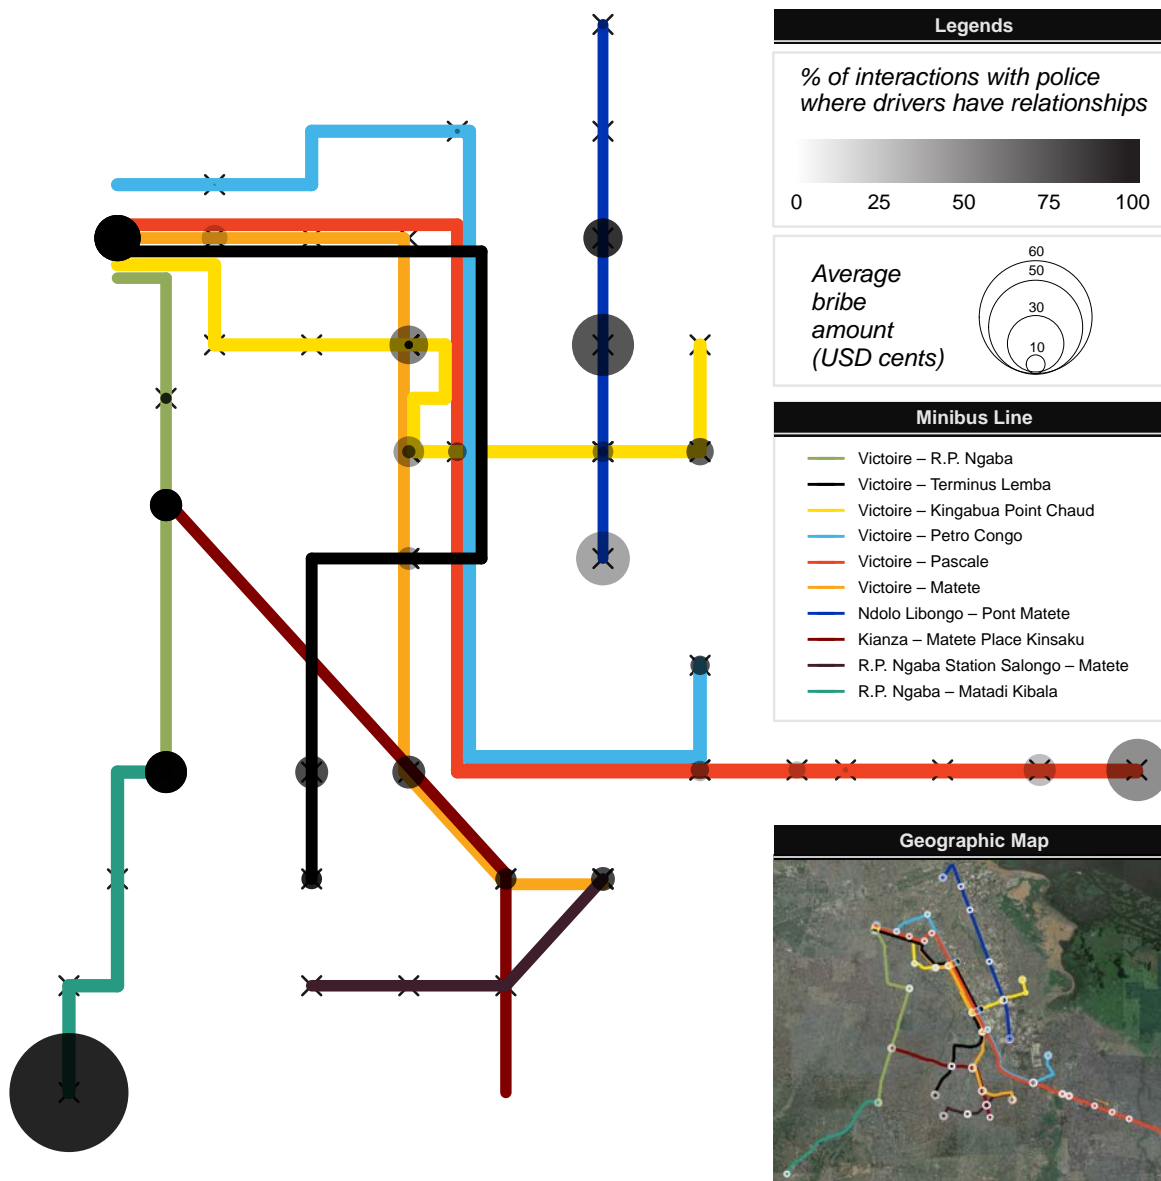 Legends
% of interactions with police
where drivers have relationships
0 25 50 75 100
Average
bribe
amount
(USD cents)
60
50
30
10
Minibus Line
Victoire – R.P. Ngaba
Victoire – Terminus Lemba
Victoire – Kingabua Point Chaud
Victoire – Petro Congo
Victoire – Pascale
Victoire – Matete
Ndolo Libongo – Pont Matete
Kianza – Matete Place Kinsaku
R.P. Ngaba Station Salongo – Matete
R.P. Ngaba – Matadi Kibala
Geographic Map